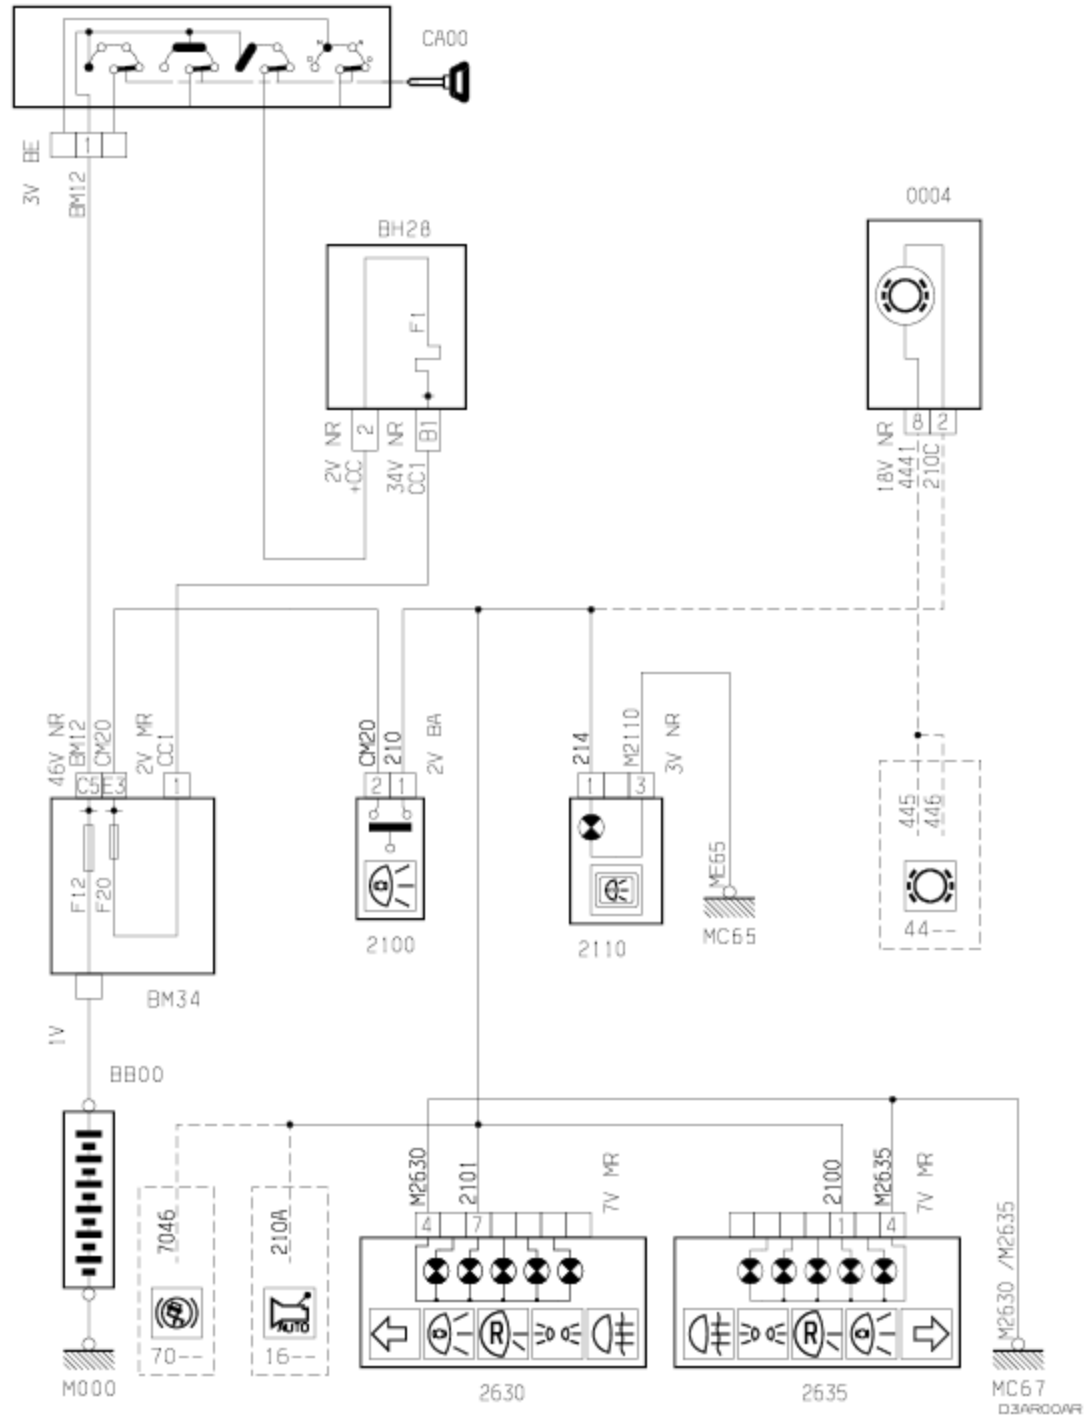 CA00
1
3V BE
BM12
0004
BH28
F1
2
B1
8 2
2V NR
+CC
34V NR
CC1
18V NR
4441
210C
46V NR
BM12
CM20
2V MR
CC1
CM20
210
2V BA
214
M2110
3V NR
C5 E3
1
2 1
1 3
445
446
F12
F20
ME65
MC65
44--
2100
2110
BM34
1V
BB00
M2630
2101
7V MR
2100
M2635
7V MR
7046
210A
4 7
1 4
M2630 /M2635
R
R
AUTO
70--
16--
M000
2630
2635
MC67
D3AR00AR